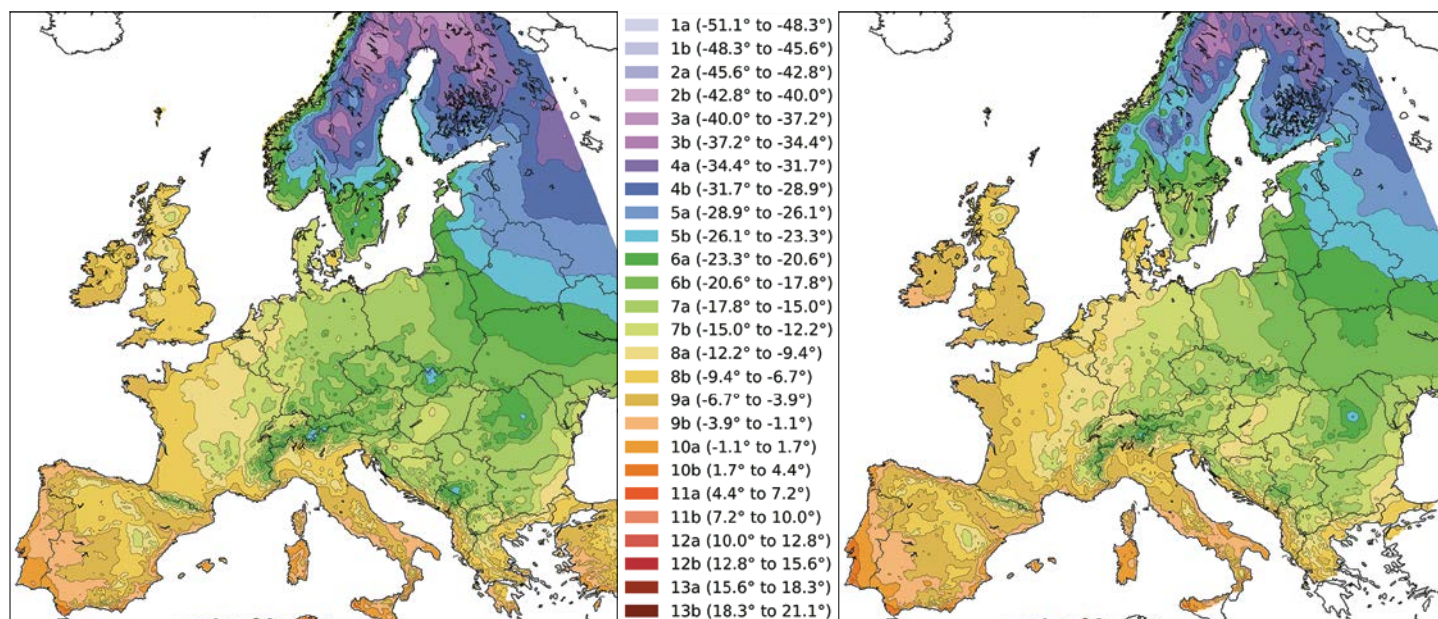 1a (-51.1° to -48.3°)
1b (-48.3° to -45.6°)
2a (-45.6° to -42.8°)
2b (-42.8° to -40.0°)
3a (-40.0° to -37.2°)
3b (-37.2° to -34.4°)
4a (-34.4° to -31.7°)
4b (-31.7° to -28.9°)
5a (-28.9° to -26.1°)
5b (-26.1° to -23.3°)
6a (-23.3° to -20.6°)
6b (-20.6° to -17.8°)
7a (-17.8° to -15.0°)
7b (-15.0° to -12.2°)
8a (-12.2° to -9.4°)
8b (-9.4° to -6.7°)
9a (-6.7° to -3.9°)
9b (-3.9° to -1.1°)
10a (-1.1° to 1.7°)
10b (1.7° to 4.4°)
11a (4.4° to 7.2°)
11b (7.2° to 10.0°)
12a (10.0° to 12.8°)
12b (12.8° to 15.6°)
13a (15.6° to 18.3°)
13b (18.3° to 21.1°)